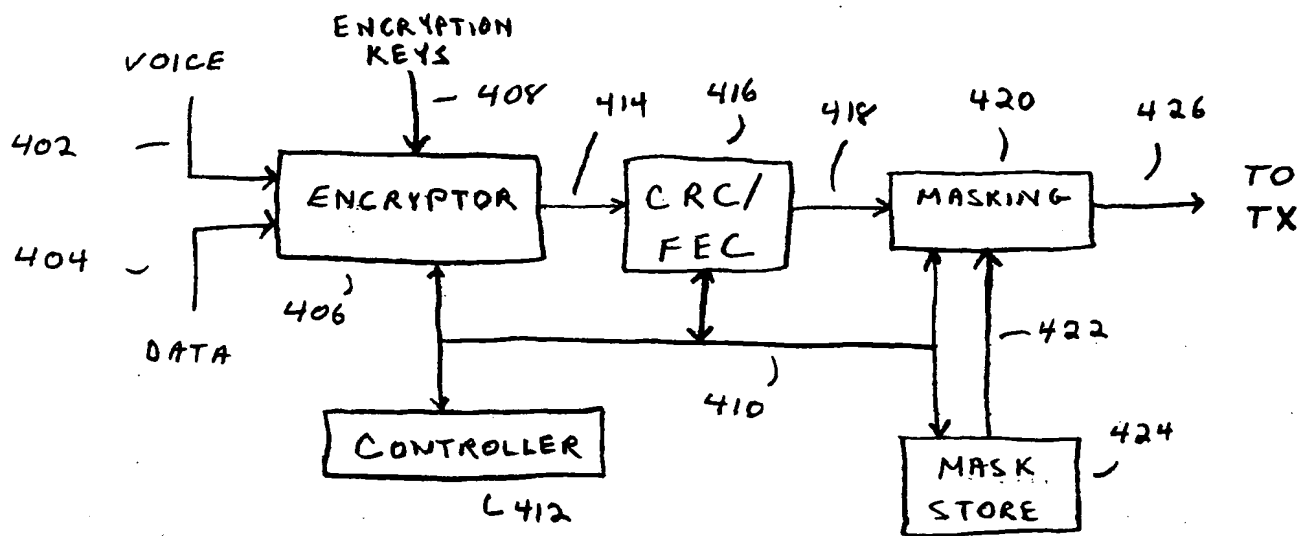 ENCRYPTION
KEYS
VOICE
408
414
416
418
420
426
402
ENCRYPTOR
CRC/
FEC
MASKING
TO
TX
404
406
422
DATA
410
CONTROLLER
424
MASK
STORE
412